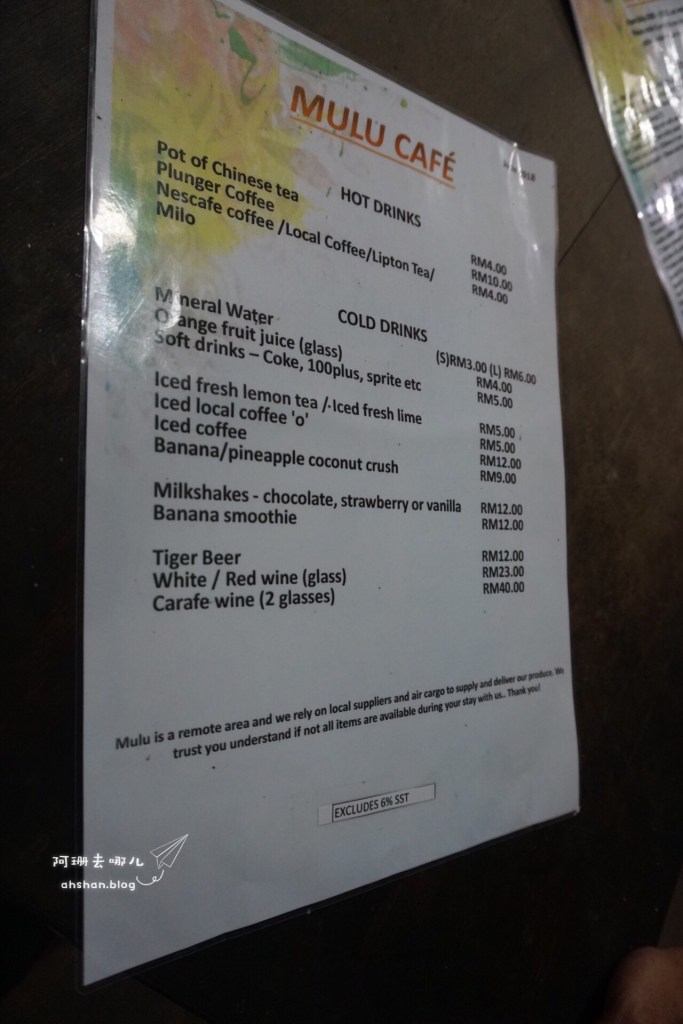 MULU CAFÉ
2018
HOT DRINKS
Pot of Chinese tea RM4.00
Plunger Coffee RM10.00
Nescafe coffee /Local Coffee/Lipton Tea/ RM4.00
Milo
COLD DRINKS
Mineral Water (S)RM3.00 (L) RM6.00
Orange fruit juice (glass) RM4.00
Soft drinks – Coke, 100plus, sprite etc RM5.00
Iced fresh lemon tea / Iced fresh lime RM5.00
Iced local coffee 'o' RM5.00
Iced coffee RM12.00
Banana/pineapple coconut crush RM9.00
Milkshakes - chocolate, strawberry or vanilla RM12.00
Banana smoothie RM12.00
Tiger Beer RM12.00
White / Red wine (glass) RM23.00
Carafe wine (2 glasses) RM40.00
Mulu is a remote area and we rely on local suppliers and air cargo to supply and deliver our produce. We
trust you understand if not all items are available during your stay with us.. Thank you!
EXCLUDES 6% SST
阿珊去哪儿
ahshan.blog